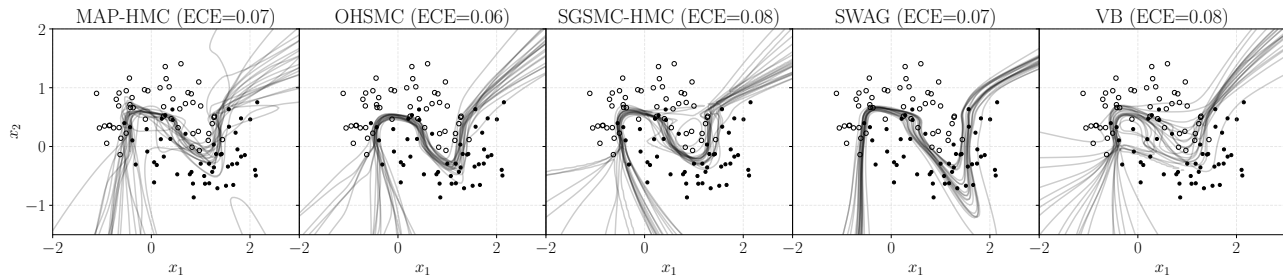 MAP-HMC (ECE=0.07) OHSMC (ECE=0.06) SGSMC-HMC (ECE=0.08) SWAG (ECE=0.07) VB (ECE=0.08)
2
1
0
−1
x₂
−2 0 2 −2 0 2 −2 0 2 −2 0 2 −2 0 2
x₁ x₁ x₁ x₁ x₁